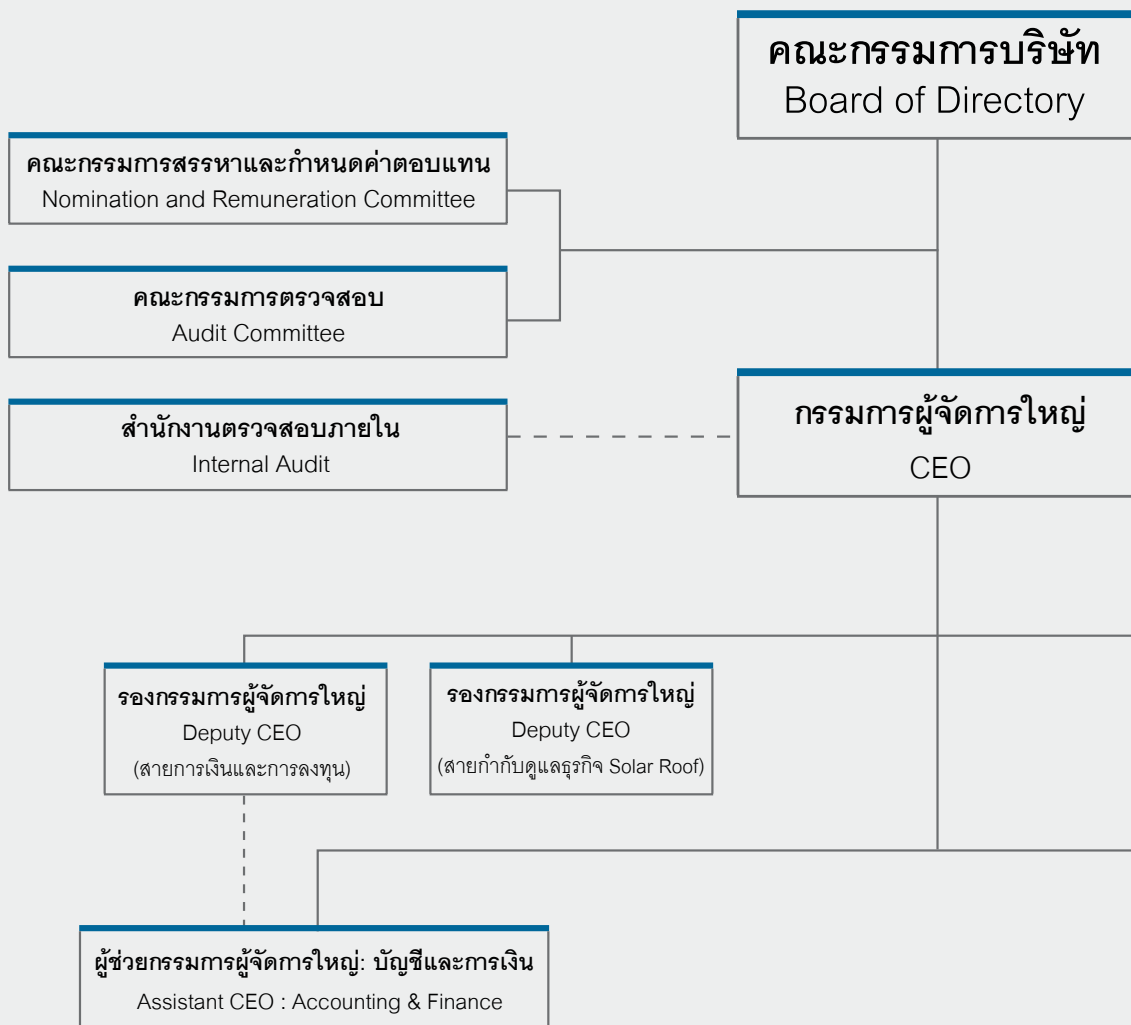 คณะกรรมการบริษัท
Board of Directory
คณะกรรมการสรรหาและกำหนดค่าตอบแทน
Nomination and Remuneration Committee
คณะกรรมการตรวจสอบ
Audit Committee
สำนักงานตรวจสอบภายใน
Internal Audit
กรรมการผู้จัดการใหญ่
CEO
รองกรรมการผู้จัดการใหญ่
Deputy CEO
(สายการเงินและการลงทุน)
รองกรรมการผู้จัดการใหญ่
Deputy CEO
(สายกำกับดูแลธุรกิจ Solar Roof)
ผู้ช่วยกรรมการผู้จัดการใหญ่: บัญชีและการเงิน
Assistant CEO : Accounting & Finance